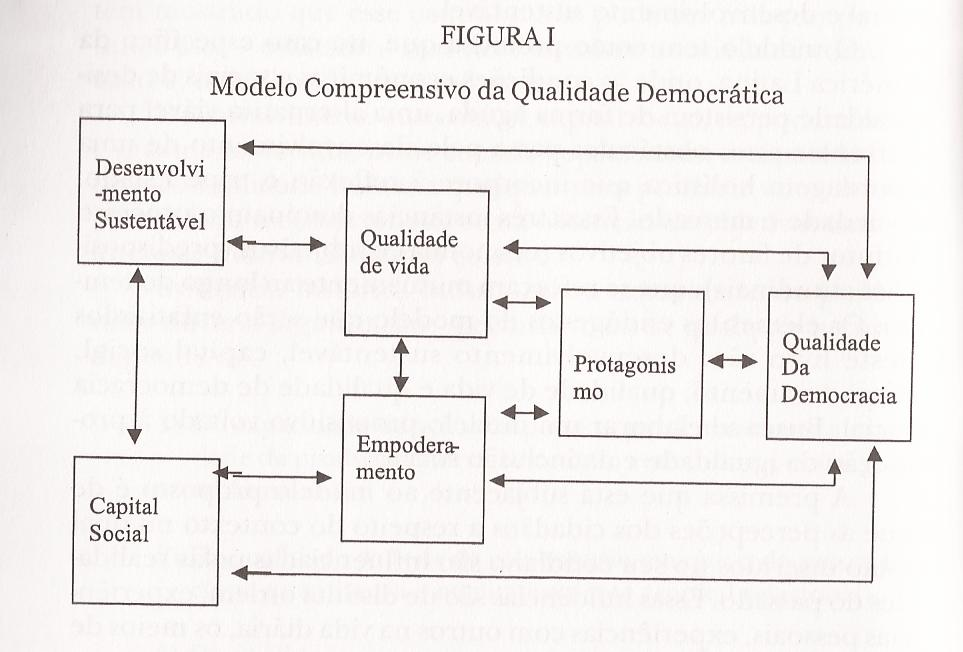 FIGURA I
Modelo Compreensivo da Qualidade Democrática
Desenvolvi
-mento
Sustentável
Qualidade
de vida
Protagonis
mo
Qualidade
Da
Democracia
Empodera-
mento
Capital
Social